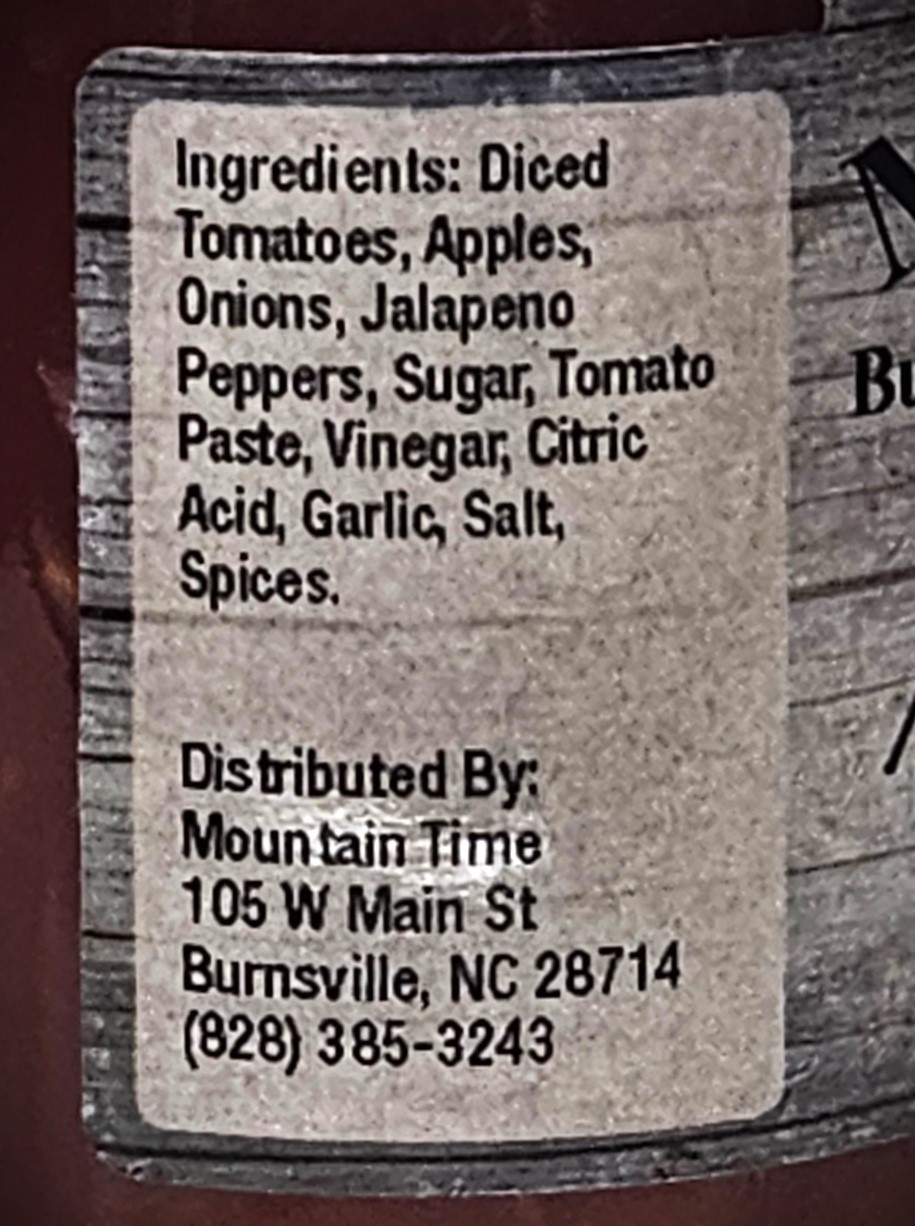 Ingredients: Diced
Tomatoes, Apples,
Onions, Jalapeno
Peppers, Sugar, Tomato
Paste, Vinegar, Citric
Acid, Garlic, Salt,
Spices.
Distributed By:
Mountain Time
105 W Main St
Burnsville, NC 28714
(828) 385-3243